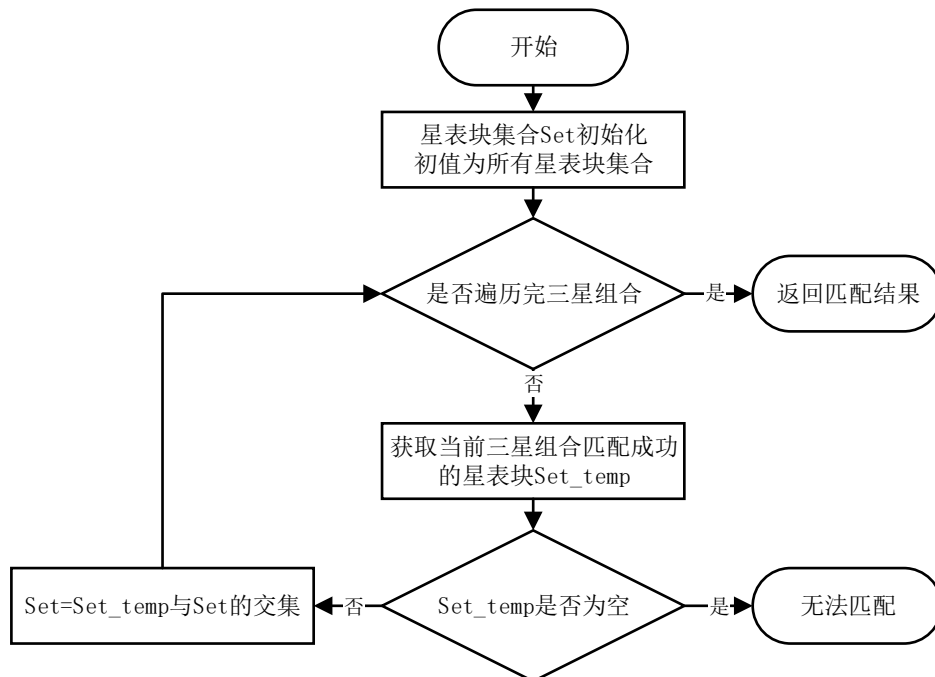 开始
星表块集合Set初始化
初值为所有星表块集合
是否遍历完三星组合
是
返回匹配结果
否
获取当前三星组合匹配成功
的星表块Set_temp
Set=Set_temp与Set的交集
否
Set_temp是否为空
是
无法匹配